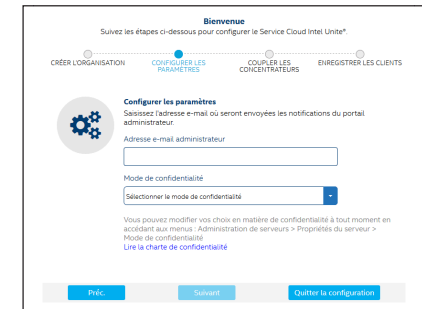 Bienvenue
Suivez les étapes ci-dessous pour configurer le Service Cloud Intel Unite®.
CRÉER L'ORGANISATION
CONFIGURER LES
PARAMÈTRES
COUPLER LES
CONCENTRATEURS
ENREGISTRER LES CLIENTS
Configurer les paramètres
Saisissez l'adresse e-mail où seront envoyées les notifications du portail
administrateur.
Adresse e-mail administrateur
Mode de confidentialité
Sélectionner le mode de confidentialité
Vous pouvez modifier vos choix en matière de confidentialité à tout moment en
accédant aux menus : Administration de serveurs > Propriétés du serveur >
Mode de confidentialité
Lire la charte de confidentialité
Préc.
Suivant
Quitter la configuration